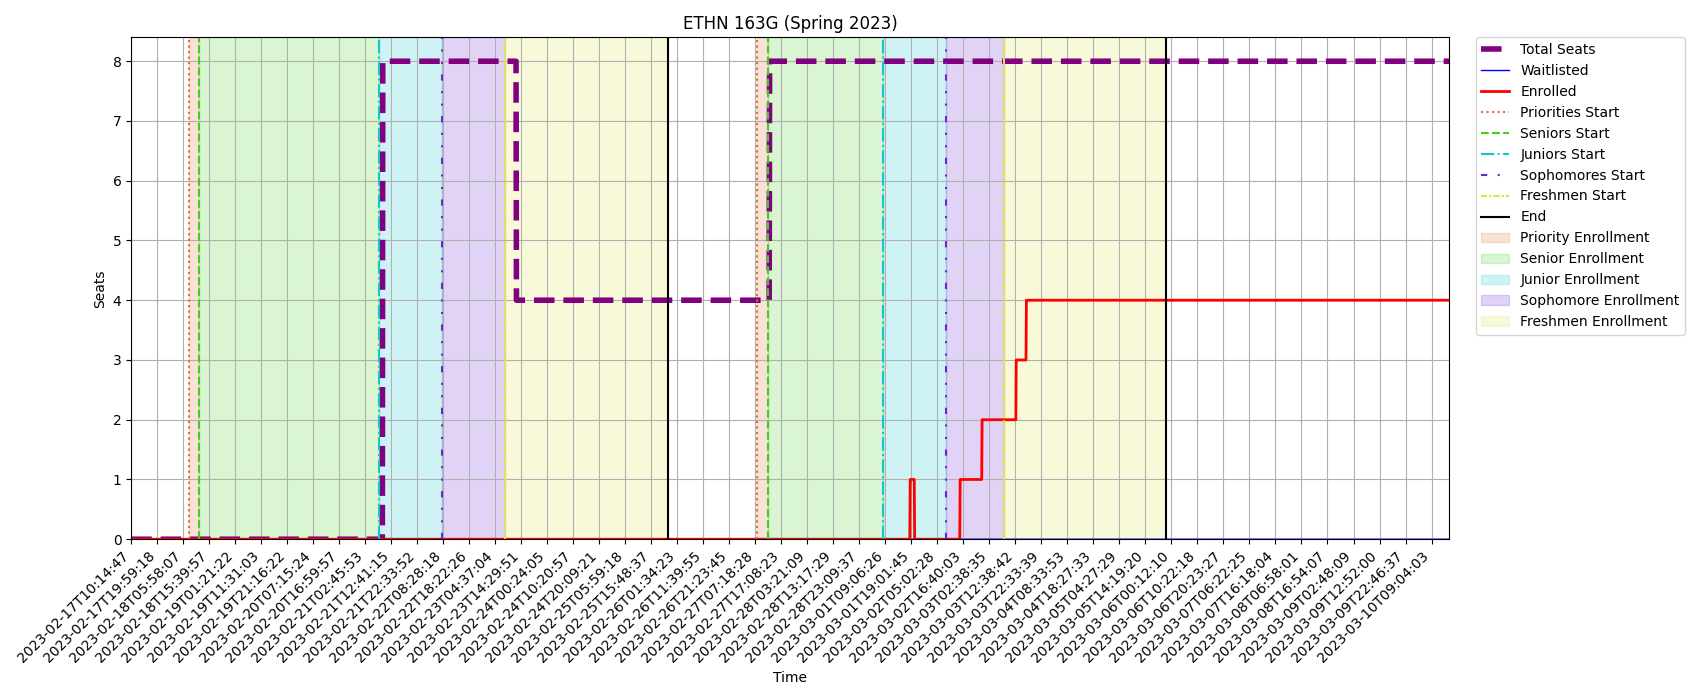 ETHN 163G (Spring 2023)
Seats
8
7
6
5
4
3
2
1
0
2023-02-17T10:14:47
2023-02-17T19:59:18
2023-02-18T05:58:07
2023-02-18T15:39:57
2023-02-19T01:21:22
2023-02-19T11:31:03
2023-02-19T21:16:22
2023-02-20T07:15:24
2023-02-20T16:59:57
2023-02-21T02:45:53
2023-02-21T12:41:15
2023-02-21T22:33:52
2023-02-22T08:28:18
2023-02-22T18:22:26
2023-02-23T04:37:04
2023-02-23T14:29:51
2023-02-24T00:24:05
2023-02-24T10:20:57
2023-02-24T20:09:21
2023-02-25T05:59:18
2023-02-25T15:48:37
2023-02-26T01:34:23
2023-02-26T11:39:55
2023-02-26T21:23:45
2023-02-27T07:18:28
2023-02-27T17:08:23
2023-02-28T03:21:09
2023-02-28T13:17:29
2023-02-28T23:09:37
2023-03-01T09:06:26
2023-03-01T19:01:45
2023-03-02T05:02:28
2023-03-02T16:40:03
2023-03-03T02:38:35
2023-03-03T12:38:42
2023-03-03T22:33:39
2023-03-04T08:33:53
2023-03-04T18:27:33
2023-03-05T04:27:29
2023-03-05T14:19:20
2023-03-06T00:12:10
2023-03-06T10:22:18
2023-03-06T20:23:27
2023-03-07T06:22:25
2023-03-07T16:18:04
2023-03-08T06:58:01
2023-03-08T16:54:07
2023-03-09T02:48:09
2023-03-09T12:52:00
2023-03-09T22:46:37
2023-03-10T09:04:03
Time
Total Seats
Waitlisted
Enrolled
Priorities Start
Seniors Start
Juniors Start
Sophomores Start
Freshmen Start
End
Priority Enrollment
Senior Enrollment
Junior Enrollment
Sophomore Enrollment
Freshmen Enrollment